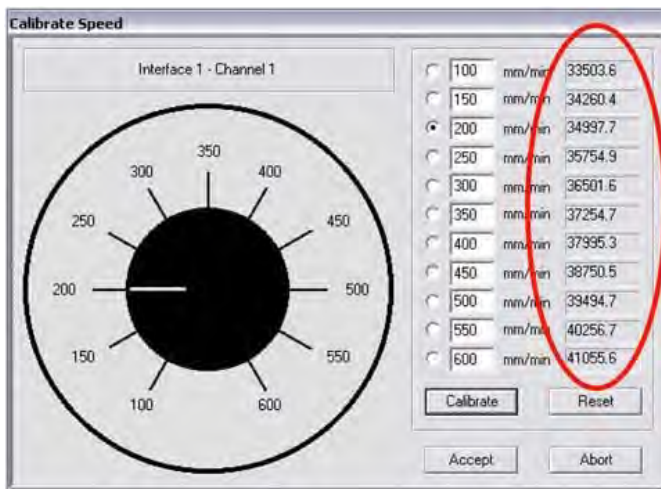 Calibrate Speed
Interface 1 - Channel 1
350
300
400
250
450
200
500
150
550
100
600
100 mm/min 33503.6
150 mm/min 34260.4
200 mm/min 34997.7
250 mm/min 35754.9
300 mm/min 36501.6
350 mm/min 37254.7
400 mm/min 37995.3
450 mm/min 38750.5
500 mm/min 39494.7
550 mm/min 40256.7
600 mm/min 41055.6
Calibrate Reset
Accept Abort